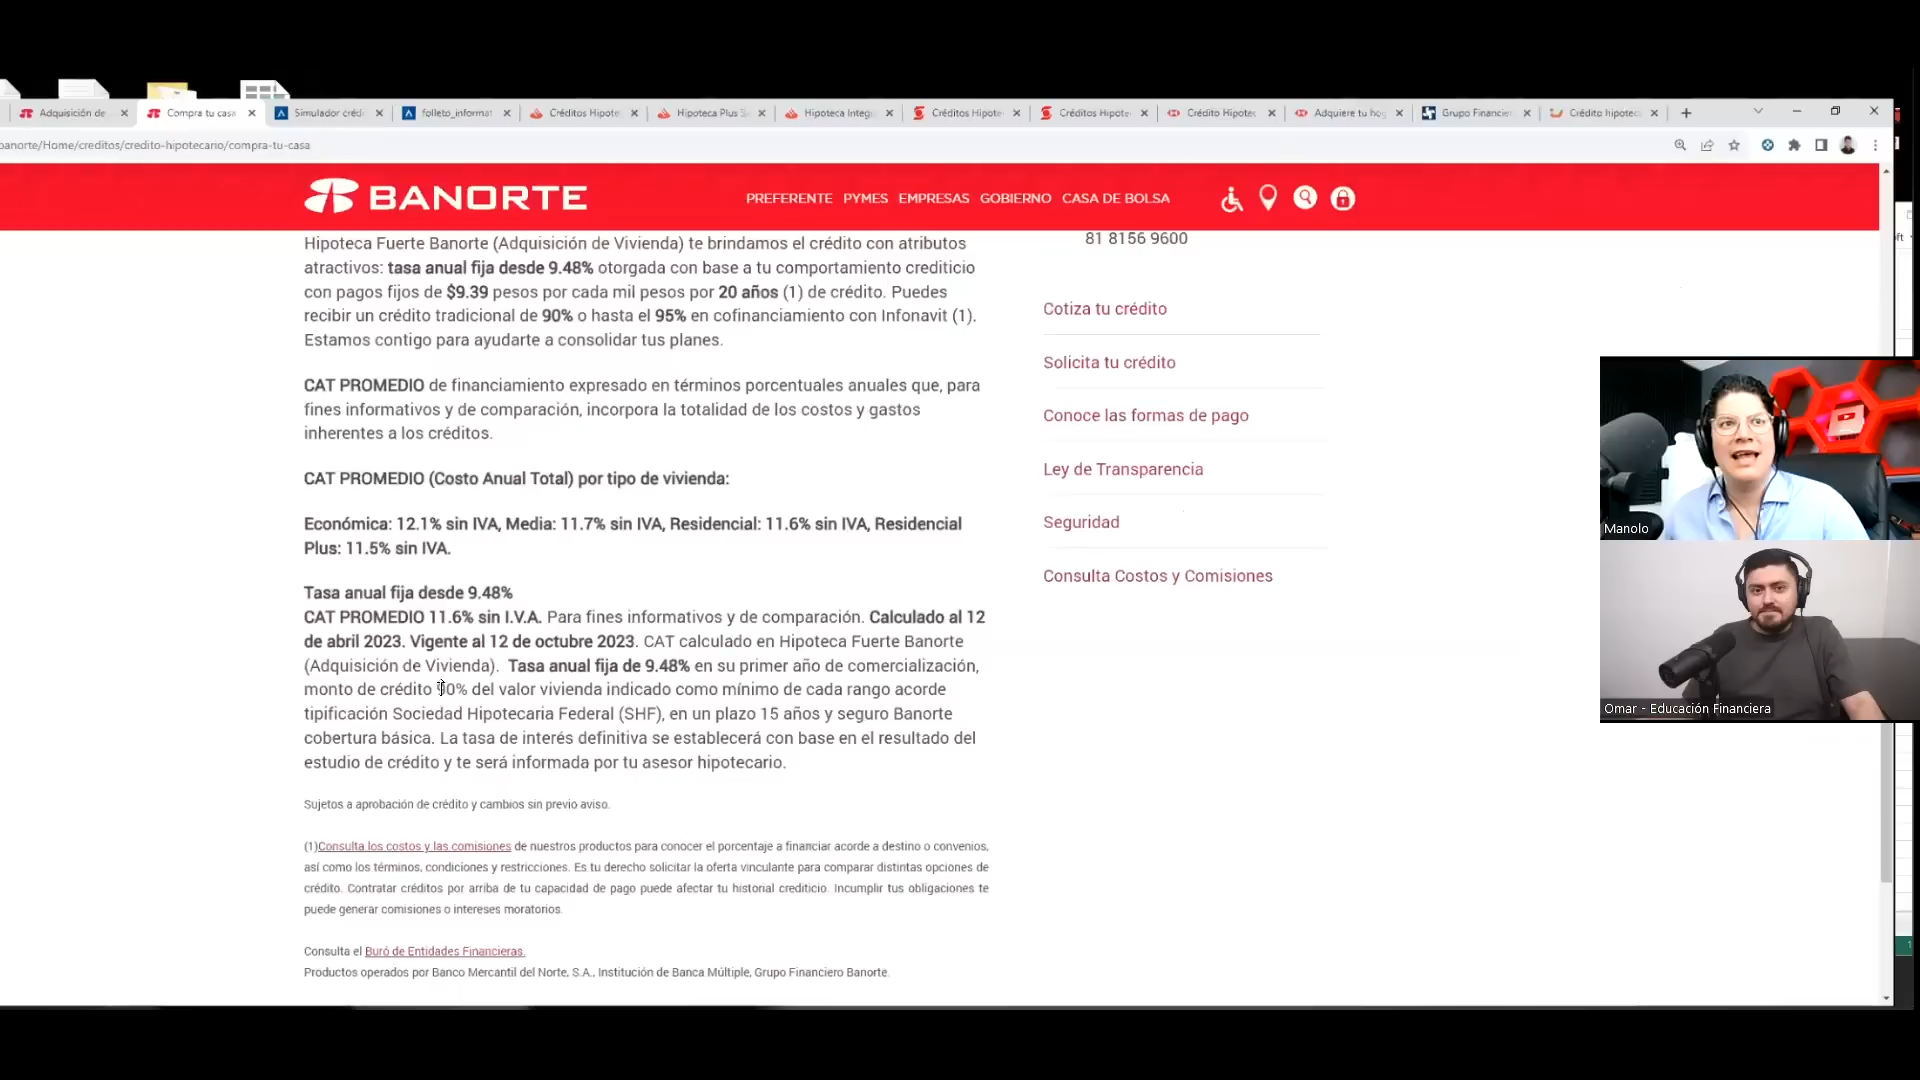 Adquisición de
Compra tu casa
Simulador crédi
folleto_informat
Créditos Hipote
Hipoteca Plus S
Hipoteca Integ
Créditos Hipote
Créditos Hipote
Crédito Hipotec
Adquiere tu hog
Grupo Financier
Crédito hipotec
banorte/Home/creditos/credito-hipotecario/compra-tu-casa
BANORTE
PREFERENTE PYMES EMPRESAS GOBIERNO CASA DE BOLSA
Hipoteca Fuerte Banorte (Adquisición de Vivienda) te brindamos el crédito con atributos
atractivos: tasa anual fija desde 9.48% otorgada con base a tu comportamiento crediticio
con pagos fijos de $9.39 pesos por cada mil pesos por 20 años (1) de crédito. Puedes
recibir un crédito tradicional de 90% o hasta el 95% en cofinanciamiento con Infonavit (1).
Estamos contigo para ayudarte a consolidar tus planes.
CAT PROMEDIO de financiamiento expresado en términos porcentuales anuales que, para
fines informativos y de comparación, incorpora la totalidad de los costos y gastos
inherentes a los créditos.
CAT PROMEDIO (Costo Anual Total) por tipo de vivienda:
Económica: 12.1% sin IVA, Media: 11.7% sin IVA, Residencial: 11.6% sin IVA, Residencial
Plus: 11.5% sin IVA.
Tasa anual fija desde 9.48%
CAT PROMEDIO 11.6% sin I.V.A. Para fines informativos y de comparación. Calculado al 12
de abril 2023. Vigente al 12 de octubre 2023. CAT calculado en Hipoteca Fuerte Banorte
(Adquisición de Vivienda). Tasa anual fija de 9.48% en su primer año de comercialización,
monto de crédito del valor vivienda indicado como mínimo de cada rango acorde
tipificación Sociedad Hipotecaria Federal (SHF), en un plazo 15 años y seguro Banorte
cobertura básica. La tasa de interés definitiva se establecerá con base en el resultado del
estudio de crédito y te será informada por tu asesor hipotecario.
Sujetos a aprobación de crédito y cambios sin previo aviso.
(1)Consulta los costos y las comisiones de nuestros productos para conocer el porcentaje a financiar acorde a destino o convenios,
así como los términos, condiciones y restricciones. Es tu derecho solicitar la oferta vinculante para comparar distintas opciones de
crédito. Contratar créditos por arriba de tu capacidad de pago puede afectar tu historial crediticio. Incumplir tus obligaciones te
puede generar comisiones o intereses moratorios.
Consulta el Buró de Entidades Financieras.
Productos operados por Banco Mercantil del Norte, S.A., Institución de Banca Múltiple, Grupo Financiero Banorte.
81 8156 9600
Cotiza tu crédito
Solicita tu crédito
Conoce las formas de pago
Ley de Transparencia
Seguridad
Consulta Costos y Comisiones
Manolo
Omar - Educación Financiera